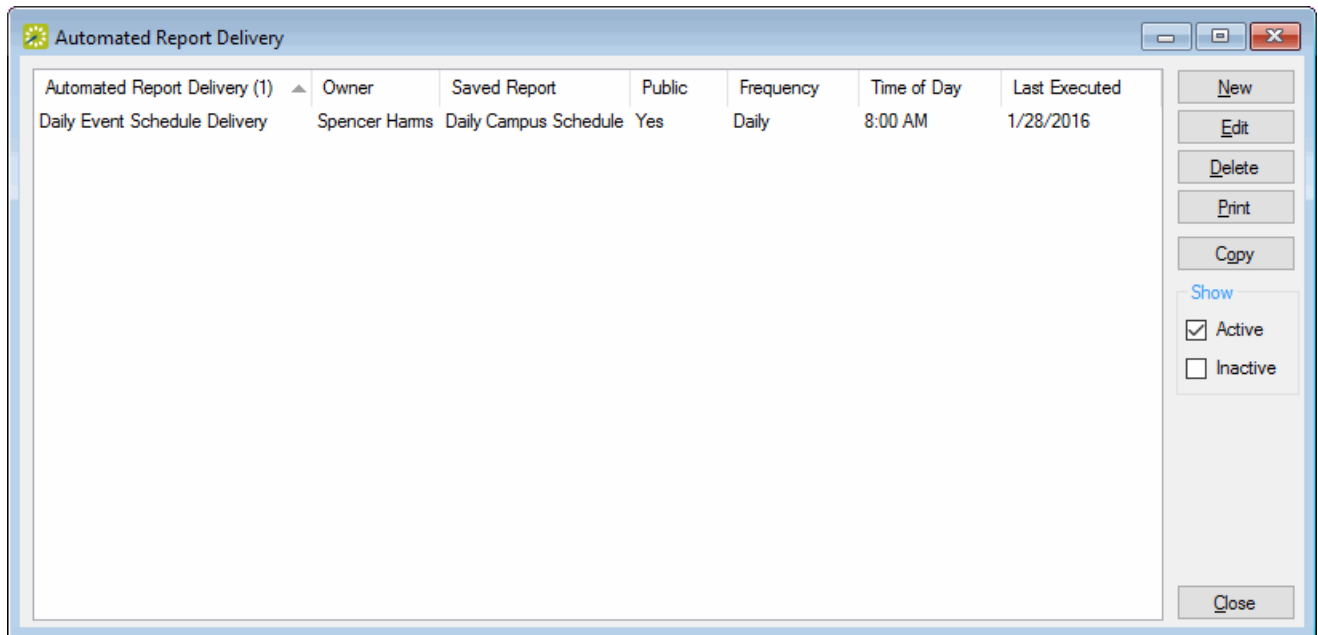 Automated Report Delivery
Automated Report Delivery (1) Owner Saved Report Public Frequency Time of Day Last Executed
Daily Event Schedule Delivery Spencer Harms Daily Campus Schedule Yes Daily 8:00 AM 1/28/2016
New
Edit
Delete
Print
Copy
Show
Active
Inactive
Close